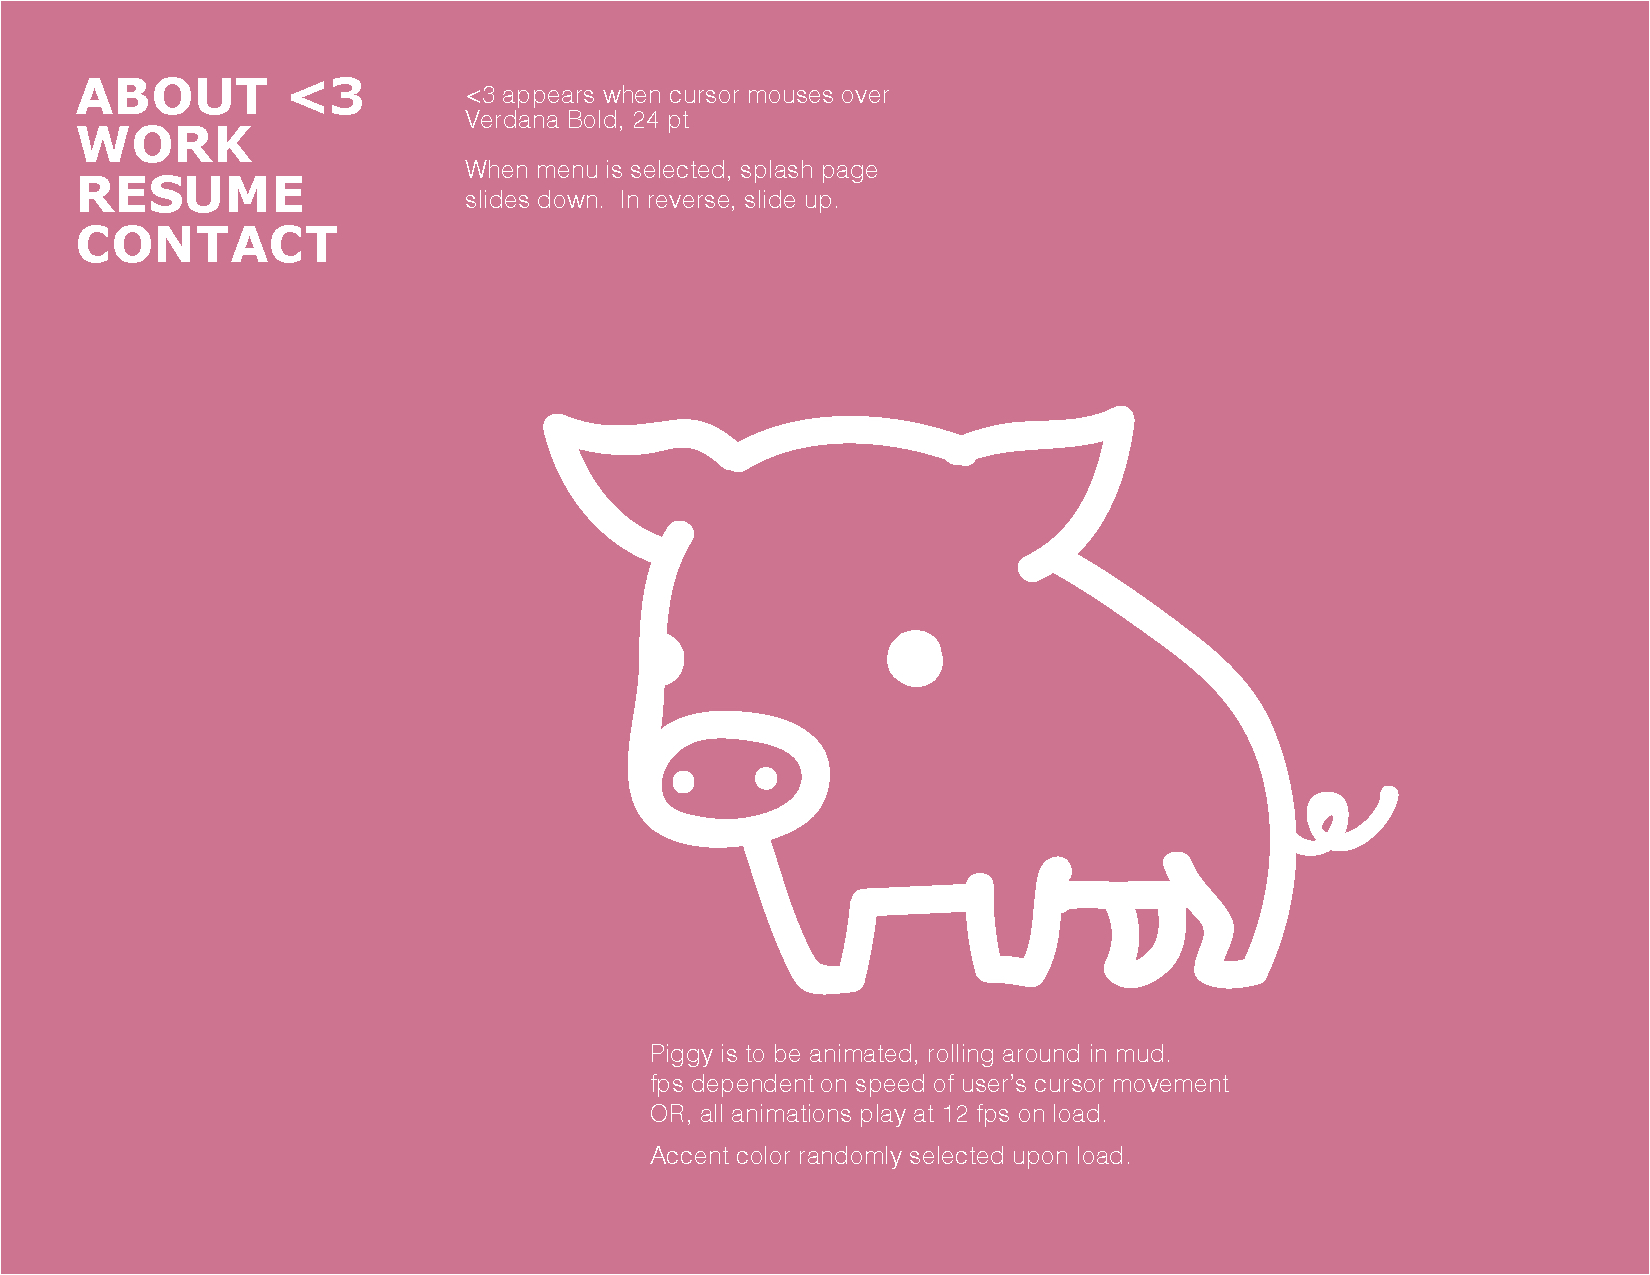 ABOUT <3
WORK
RESUME
CONTACT
<3 appears when cursor mouses over
Verdana Bold, 24 pt
When menu is selected, splash page
slides down.  In reverse, slide up.
Piggy is to be animated, rolling around in mud.
fps dependent on speed of user’s cursor movement
OR, all animations play at 12 fps on load.
Accent color randomly selected upon load.